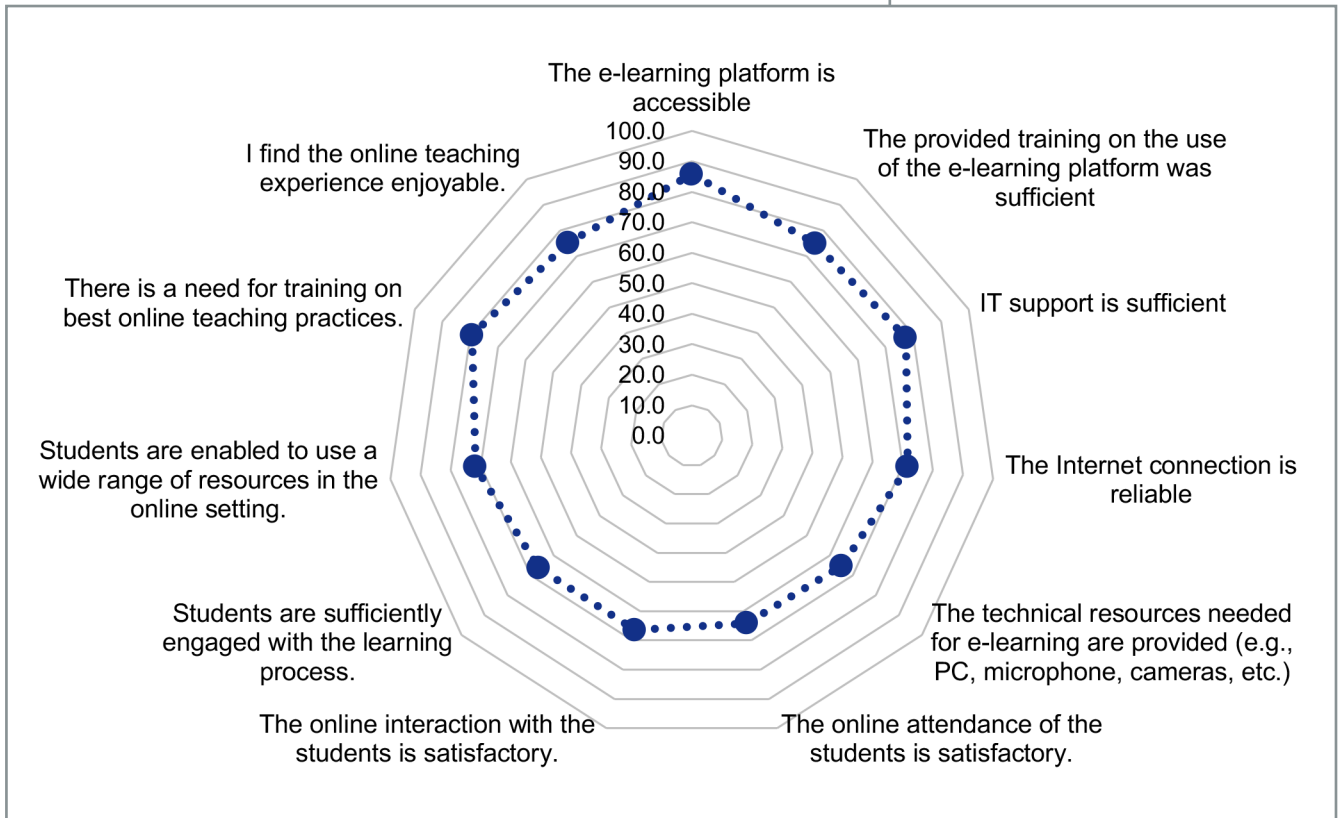 The e-learning platform is
accessible
The provided training on the use
of the e-learning platform was
sufficient
IT support is sufficient
The Internet connection is
reliable
The technical resources needed
for e-learning are provided (e.g.,
PC, microphone, cameras, etc.)
The online attendance of the
students is satisfactory.
The online interaction with the
students is satisfactory.
Students are sufficiently
engaged with the learning
process.
Students are enabled to use a
wide range of resources in the
online setting.
There is a need for training on
best online teaching practices.
I find the online teaching
experience enjoyable.
100.0
90.0
80.0
70.0
60.0
50.0
40.0
30.0
20.0
10.0
0.0